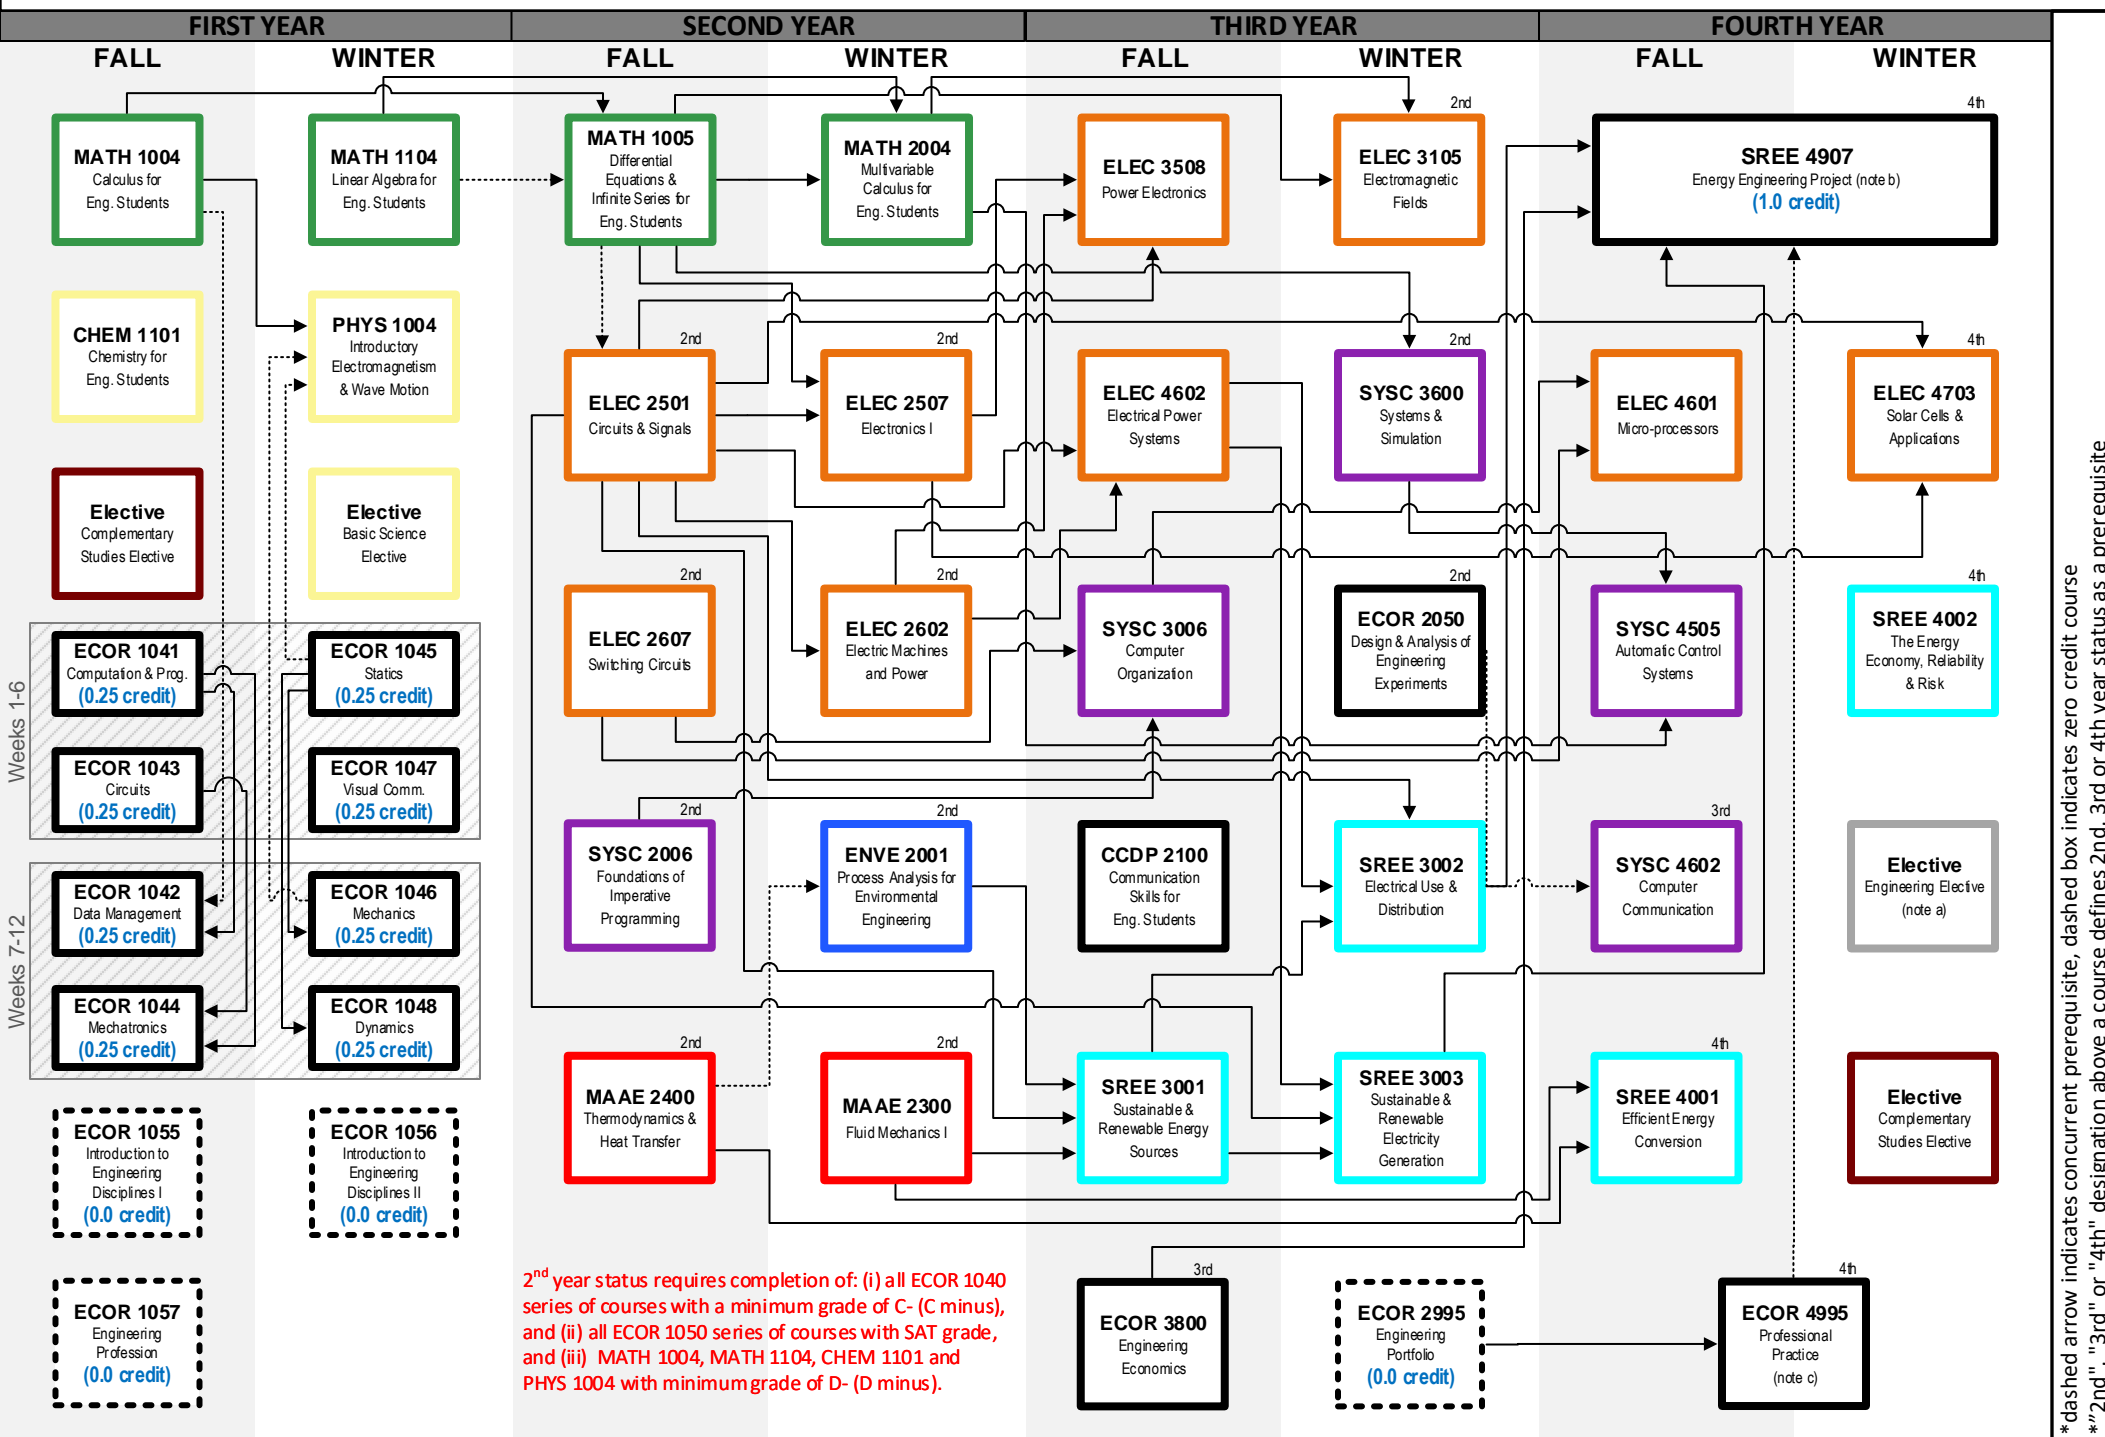 FIRST YEAR
SECOND YEAR
THIRD YEAR
FOURTH YEAR
FALL
WINTER
FALL
WINTER
FALL
WINTER
FALL
WINTER
MATH 1004
Calculus for
Eng. Students
MATH 1104
Linear Algebra for
Eng. Students
MATH 1005
Differential
Equations &
Infinite Series for
Eng. Students
MATH 2004
Multivariable
Calculus for
Eng. Students
ELEC 3508
Power Electronics
2nd
ELEC 3105
Electromagnetic
Fields
4th
SREE 4907
Energy Engineering Project (note b)
(1.0 credit)
CHEM 1101
Chemistry for
Eng. Students
PHYS 1004
Introductory
Electromagnetism
& Wave Motion
2nd
ELEC 2501
Circuits & Signals
2nd
ELEC 2507
Electronics I
ELEC 4602
Electrical Power
Systems
2nd
SYSC 3600
Systems &
Simulation
ELEC 4601
Micro-processors
4th
ELEC 4703
Solar Cells &
Applications
Elective
Complementary
Studies Elective
Elective
Basic Science
Elective
2nd
ELEC 2607
Switching Circuits
2nd
ELEC 2602
Electric Machines
and Power
SYSC 3006
Computer
Organization
2nd
ECOR 2050
Design & Analysis of
Engineering
Experiments
SYSC 4505
Automatic Control
Systems
4th
SREE 4002
The Energy
Economy, Reliability
& Risk
Weeks 1-6
ECOR 1041
Computation & Prog.
(0.25 credit)
ECOR 1045
Statics
(0.25 credit)
ECOR 1043
Circuits
(0.25 credit)
ECOR 1047
Visual Comm.
(0.25 credit)
Weeks 7-12
ECOR 1042
Data Management
(0.25 credit)
ECOR 1046
Mechanics
(0.25 credit)
ECOR 1044
Mechatronics
(0.25 credit)
ECOR 1048
Dynamics
(0.25 credit)
2nd
SYSC 2006
Foundations of
Imperative
Programming
2nd
ENVE 2001
Process Analysis for
Environmental
Engineering
CCDP 2100
Communication
Skills for
Eng. Students
SREE 3002
Electrical Use &
Distribution
3rd
SYSC 4602
Computer
Communication
Elective
Engineering Elective
(note a)
2nd
MAAE 2400
Thermodynamics &
Heat Transfer
2nd
MAAE 2300
Fluid Mechanics I
SREE 3001
Sustainable &
Renewable Energy
Sources
SREE 3003
Sustainable &
Renewable
Electricity
Generation
4th
SREE 4001
Efficient Energy
Conversion
Elective
Complementary
Studies Elective
ECOR 1055
Introduction to
Engineering
Disciplines I
(0.0 credit)
ECOR 1056
Introduction to
Engineering
Disciplines II
(0.0 credit)
ECOR 1057
Engineering
Profession
(0.0 credit)
2nd year status requires completion of: (i) all ECOR 1040
series of courses with a minimum grade of C- (C minus),
and (ii) all ECOR 1050 series of courses with SAT grade,
and (iii) MATH 1004, MATH 1104, CHEM 1101 and
PHYS 1004 with minimum grade of D- (D minus).
3rd
ECOR 3800
Engineering
Economics
ECOR 2995
Engineering
Portfolio
(0.0 credit)
4th
ECOR 4995
Professional
Practice
(note c)
*dashed arrow indicates concurrent prerequisite, dashed box indicates zero credit course
*"2nd", "3rd" or "4th" designation above a course defines 2nd, 3rd or 4th year status as a prerequisite